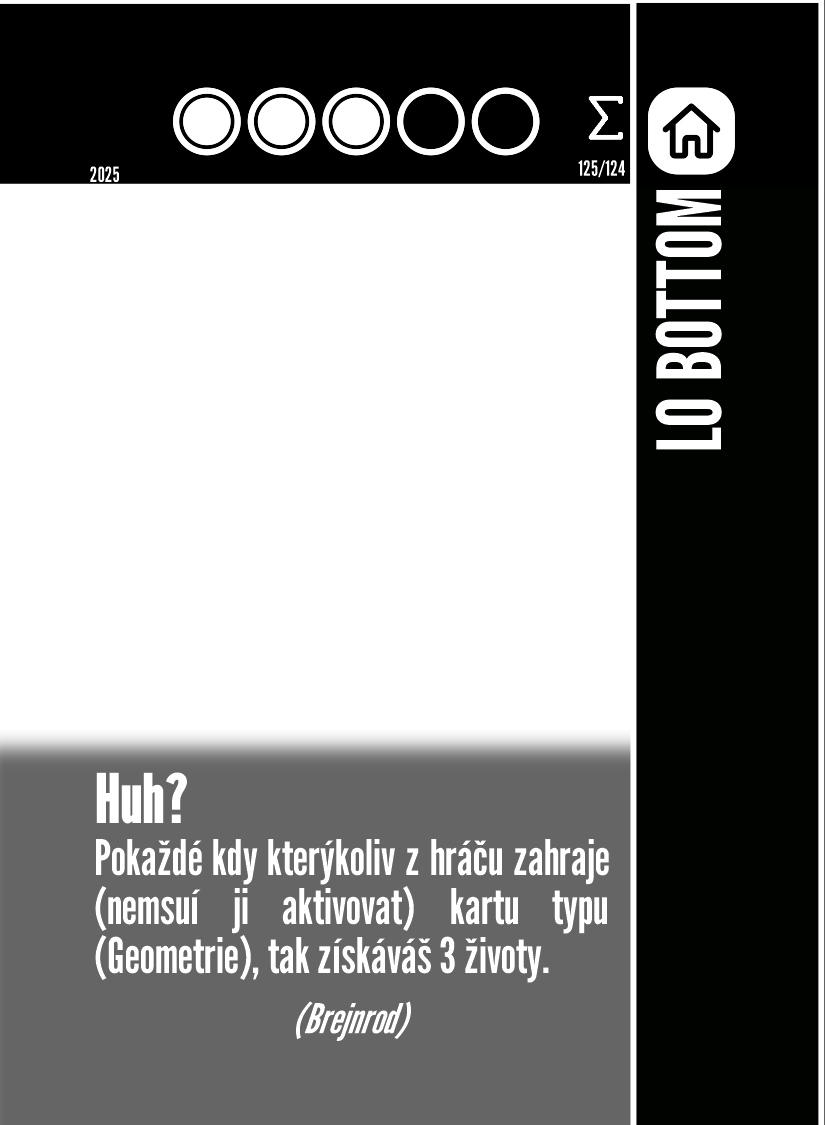 Σ
2025
125/124
LO BOTTOM
Huh?
Pokaždé kdy kterýkoliv z hráču zahraje
(nemsuí ji aktivovat) kartu typu
(Geometrie), tak získáváš 3 životy.
(Brejnrod)